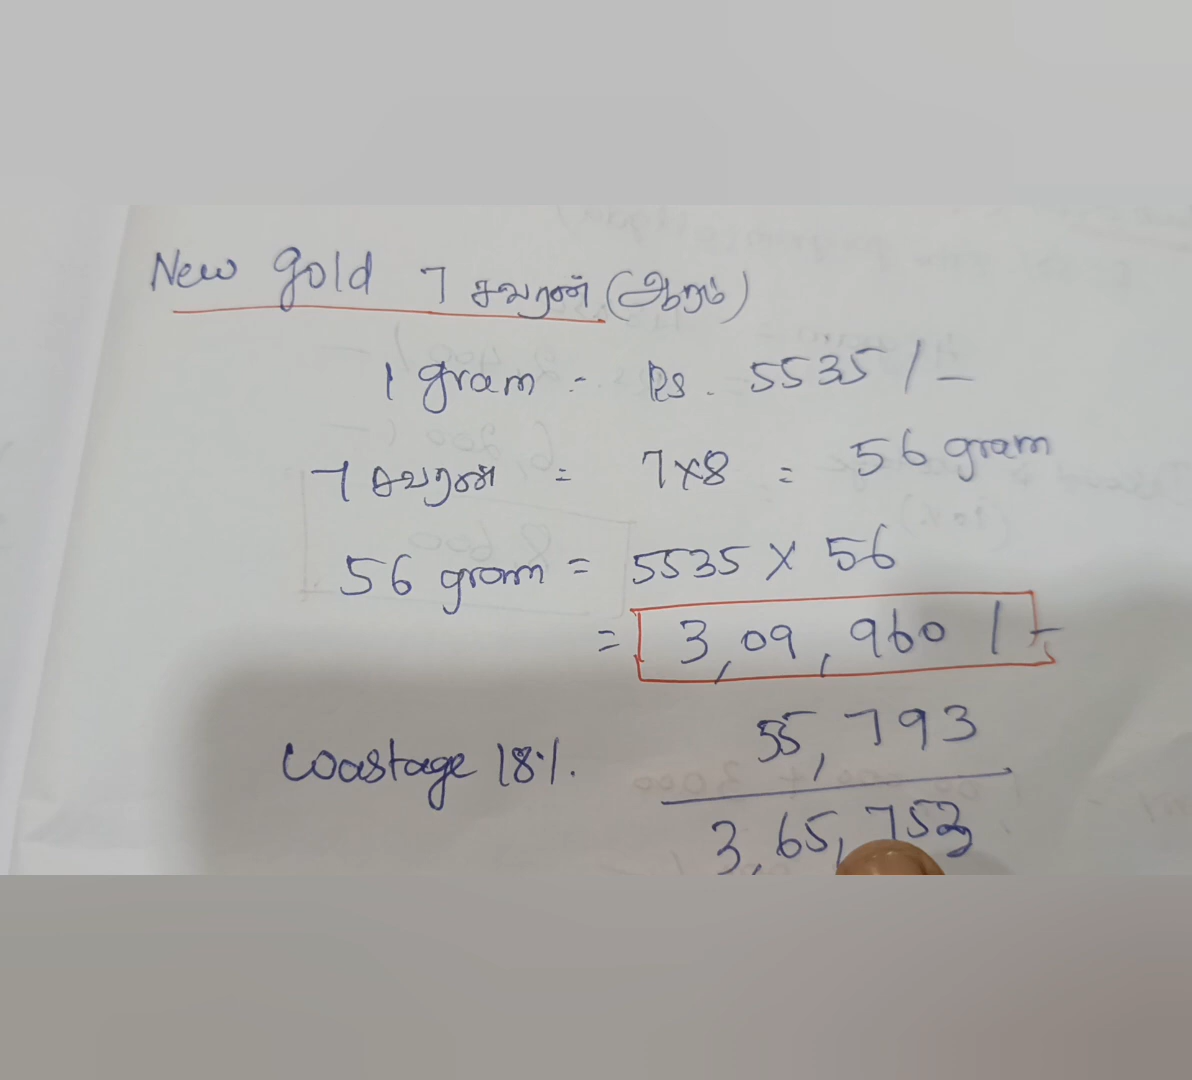 New gold 7 சவரன் (ஆரம்)
1 gram = Rs. 5535/-
7 சவரன் = 7x8 = 56 gram
56 gram = 5535 x 56
= 3,09,960/-
wastage 18%. 55,793
3,65,753